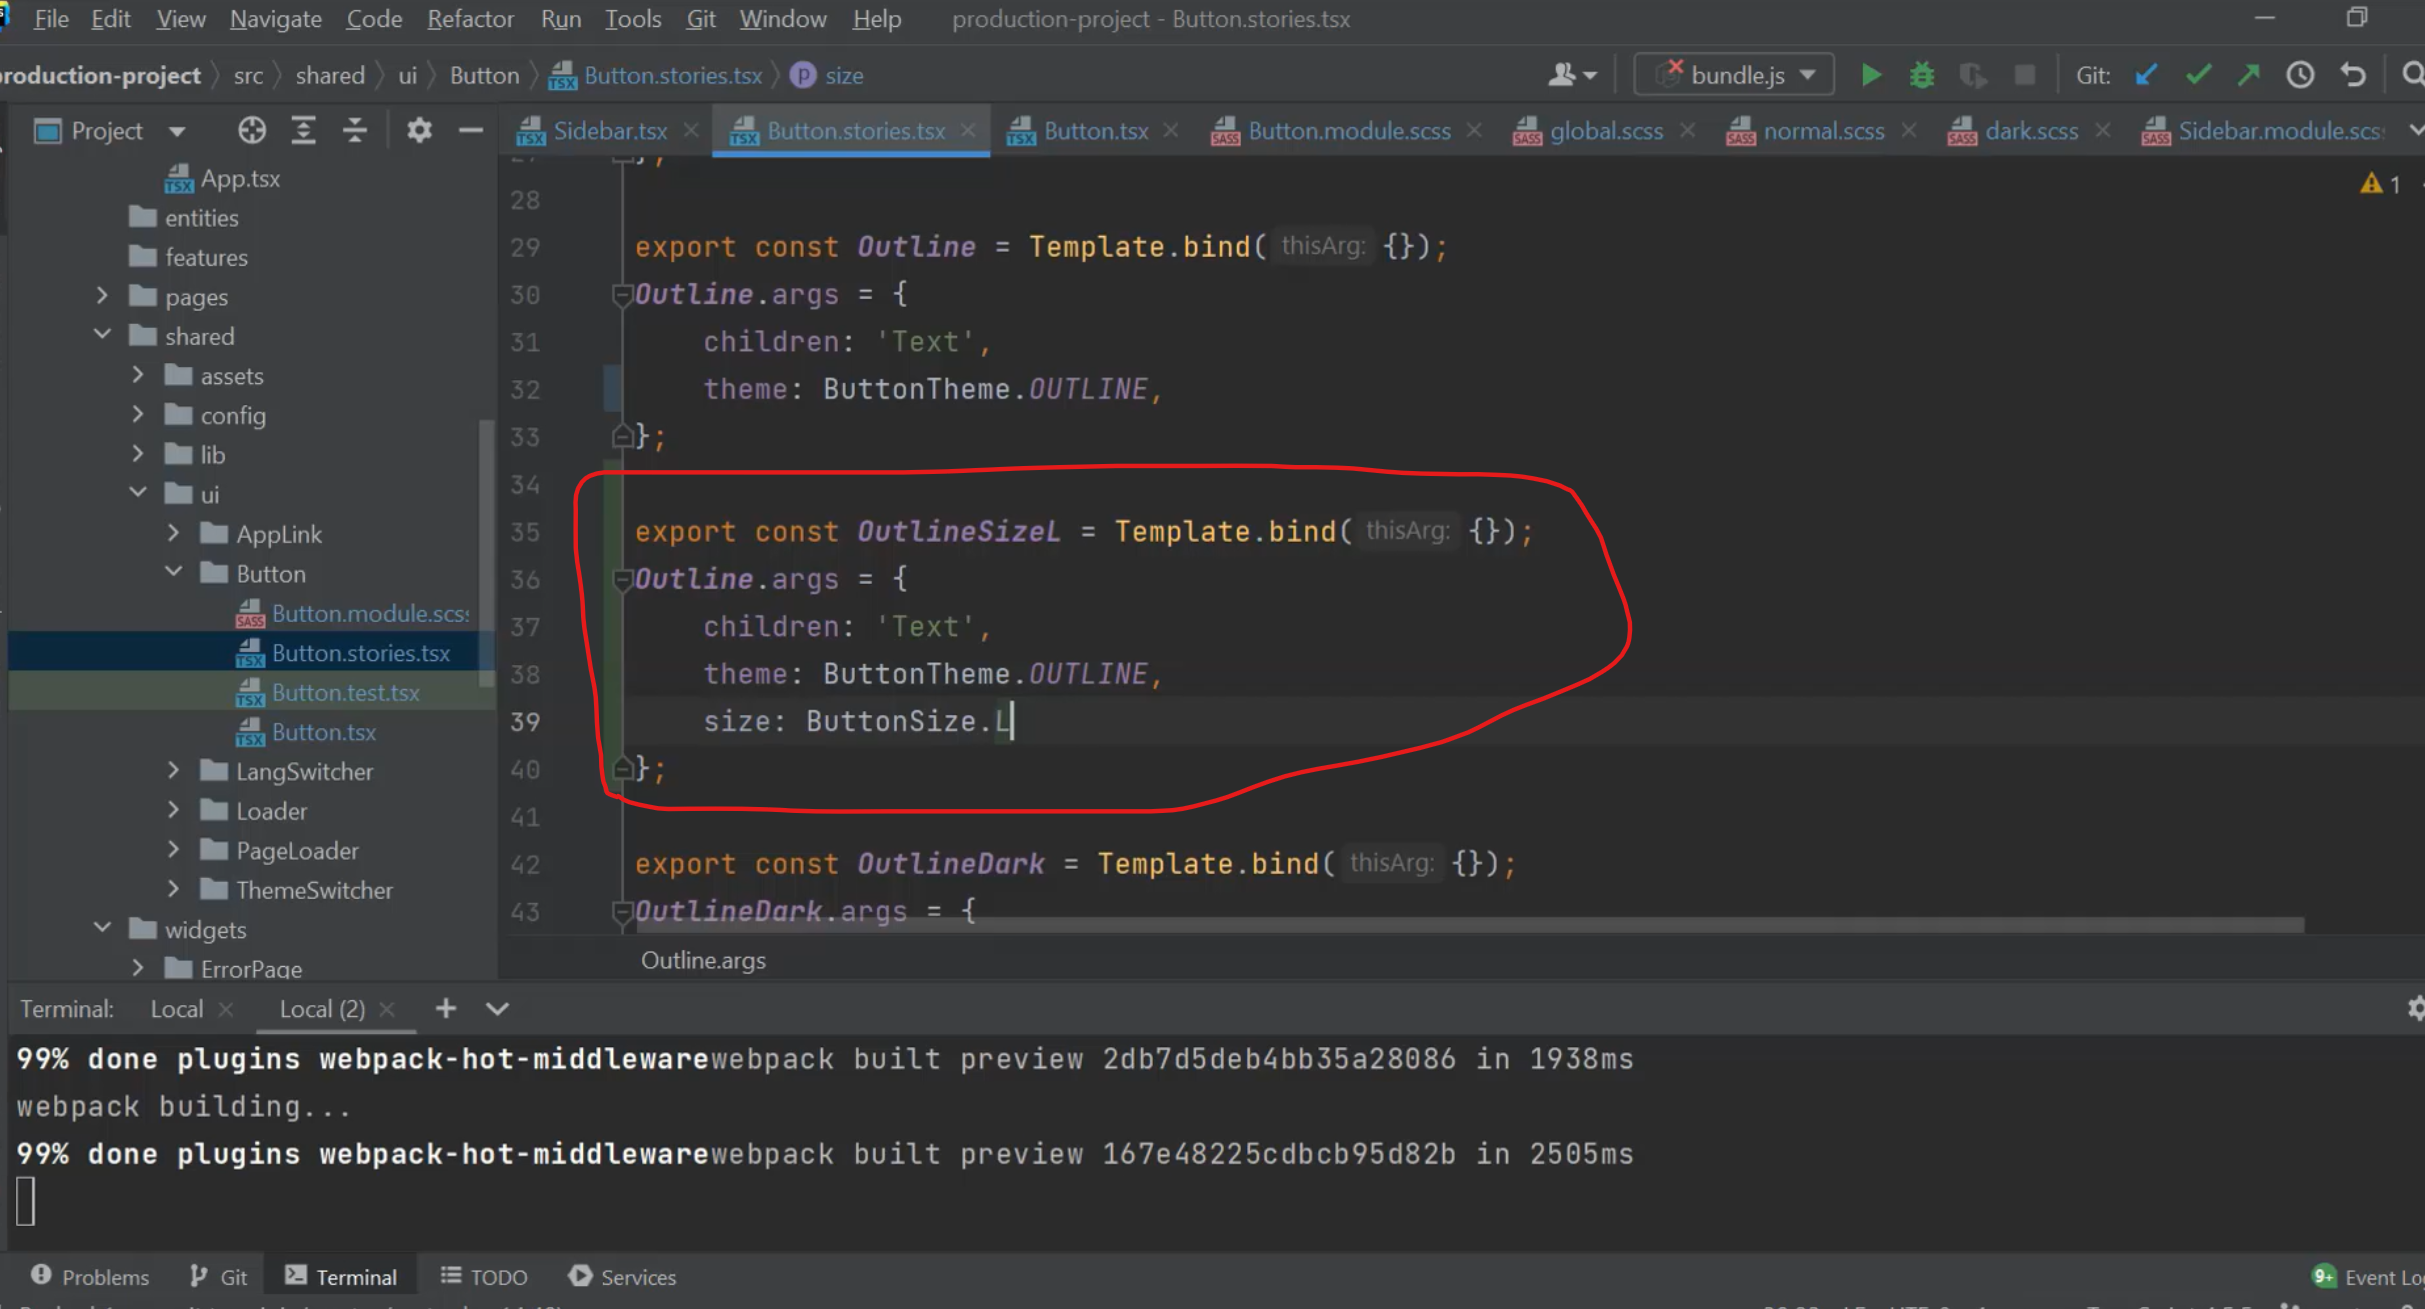 File Edit View Navigate Code Refactor Run Tools Git Window Help production-project - Button.stories.tsx
production-project src shared ui Button Button.stories.tsx p size bundle.js Git:
Project Sidebar.tsx Button.stories.tsx Button.tsx Button.module.scss global.scss normal.scss dark.scss Sidebar.module.scs
App.tsx
entities
features
pages
shared
assets
config
lib
ui
AppLink
Button
Button.module.scss
Button.stories.tsx
Button.test.tsx
Button.tsx
LangSwitcher
Loader
PageLoader
ThemeSwitcher
widgets
ErrorPage
1
27 };
28
29 export const Outline = Template.bind( thisArg: {});
30 Outline.args = {
31 children: 'Text',
32 theme: ButtonTheme.OUTLINE,
33 };
34
35 export const OutlineSizeL = Template.bind( thisArg: {});
36 Outline.args = {
37 children: 'Text',
38 theme: ButtonTheme.OUTLINE,
39 size: ButtonSize.L
40 };
41
42 export const OutlineDark = Template.bind( thisArg: {});
43 OutlineDark.args = {
Outline.args
Terminal: Local Local (2)
99% done plugins webpack-hot-middlewarewebpack built preview 2db7d5deb4bb35a28086 in 1938ms
webpack building...
99% done plugins webpack-hot-middlewarewebpack built preview 167e48225cdbcb95d82b in 2505ms
Problems Git Terminal TODO Services 9+ Event Lo